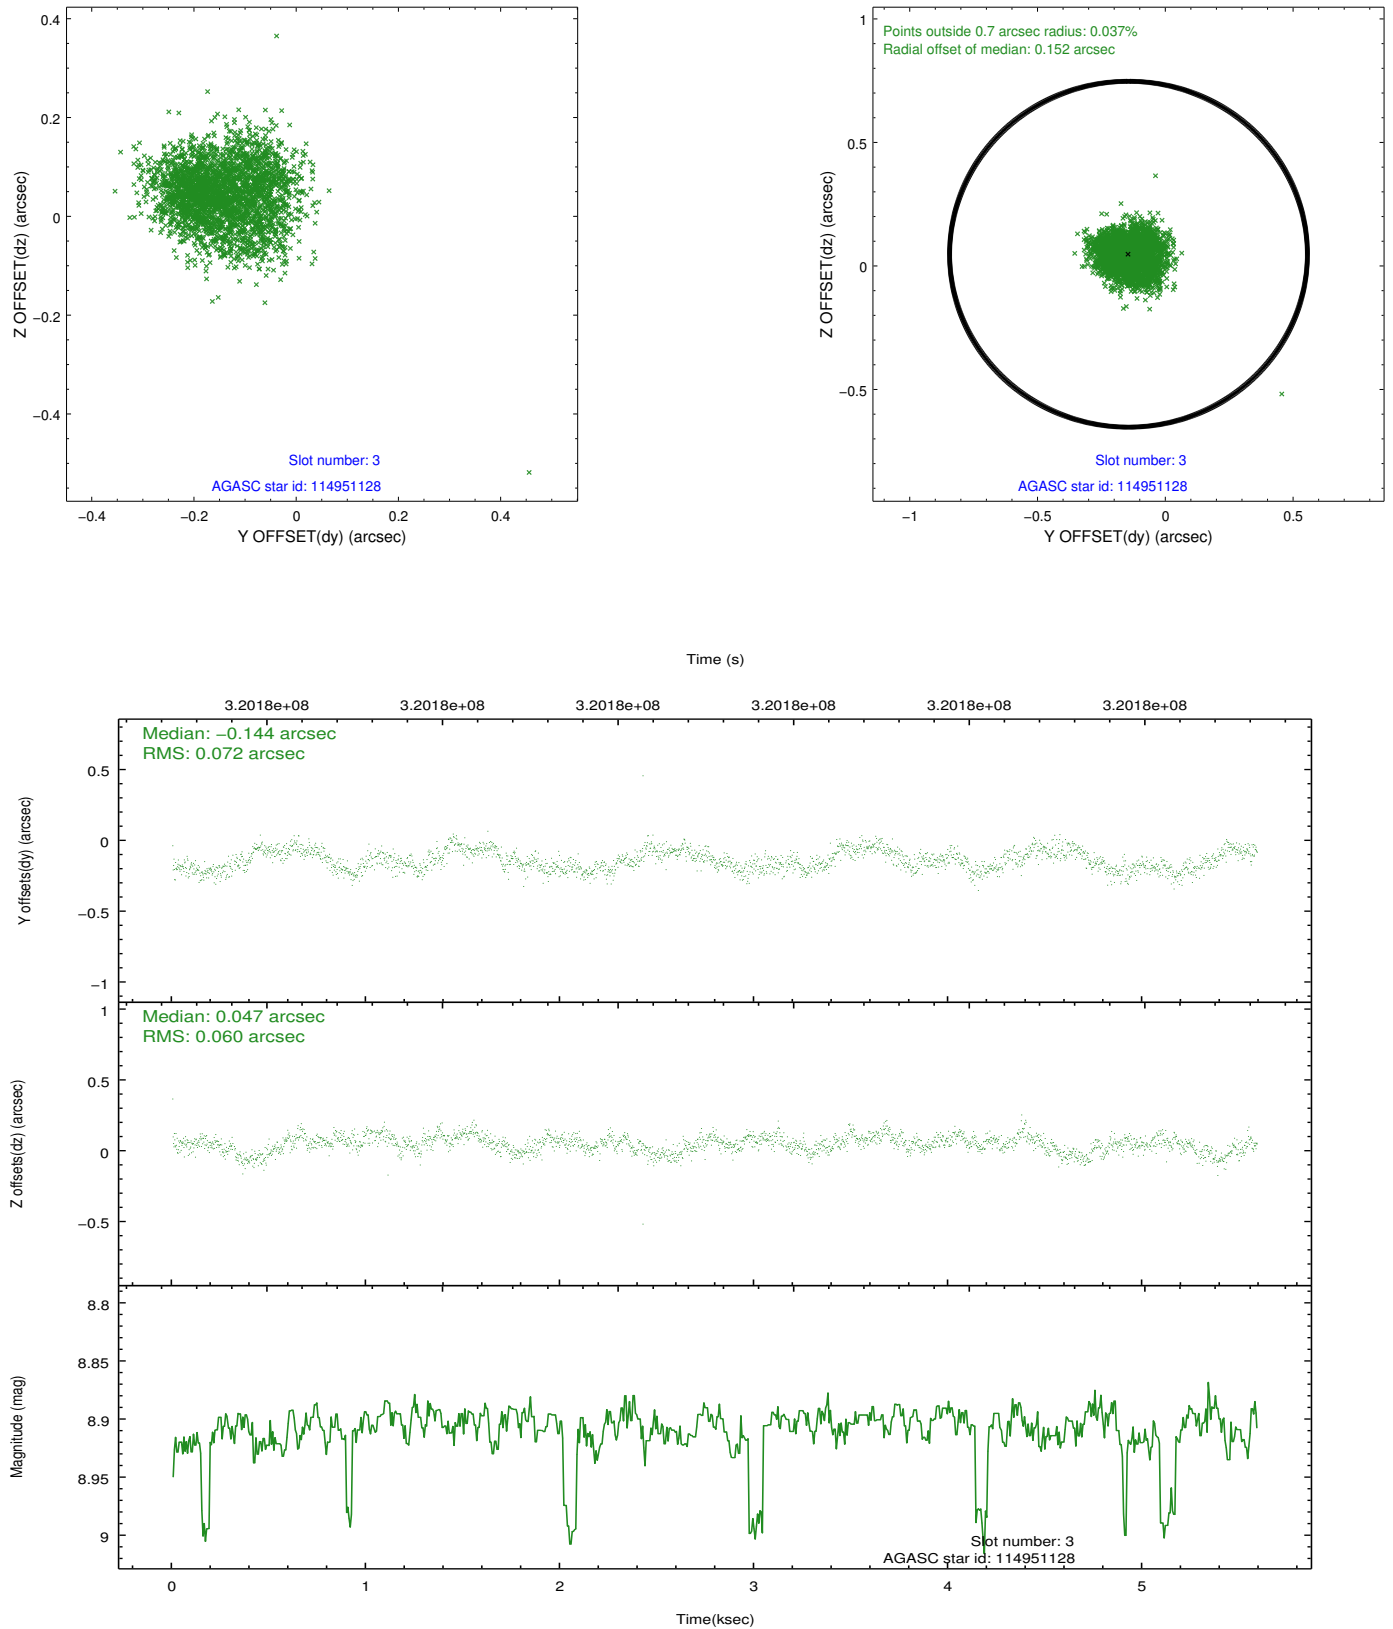 0.4
0.2
0
−0.2
−0.4
Z OFFSET(dz) (arcsec)
Slot number: 3
AGASC star id: 114951128
−0.4 −0.2 0 0.2 0.4
Y OFFSET(dy) (arcsec)
Points outside 0.7 arcsec radius: 0.037%
Radial offset of median: 0.152 arcsec
1
0.5
0
−0.5
Z OFFSET(dz) (arcsec)
Slot number: 3
AGASC star id: 114951128
−1 −0.5 0 0.5
Y OFFSET(dy) (arcsec)
Time (s)
3.2018e+08 3.2018e+08 3.2018e+08 3.2018e+08 3.2018e+08 3.2018e+08
Median: −0.144 arcsec
RMS: 0.072 arcsec
0.5
0
−0.5
−1
Y offsets(dy) (arcsec)
Median: 0.047 arcsec
RMS: 0.060 arcsec
1
0.5
0
−0.5
Z offsets(dz) (arcsec)
8.8
8.85
8.9
8.95
9
Magnitude (mag)
Slot number: 3
AGASC star id: 114951128
0 1 2 3 4 5
Time(ksec)